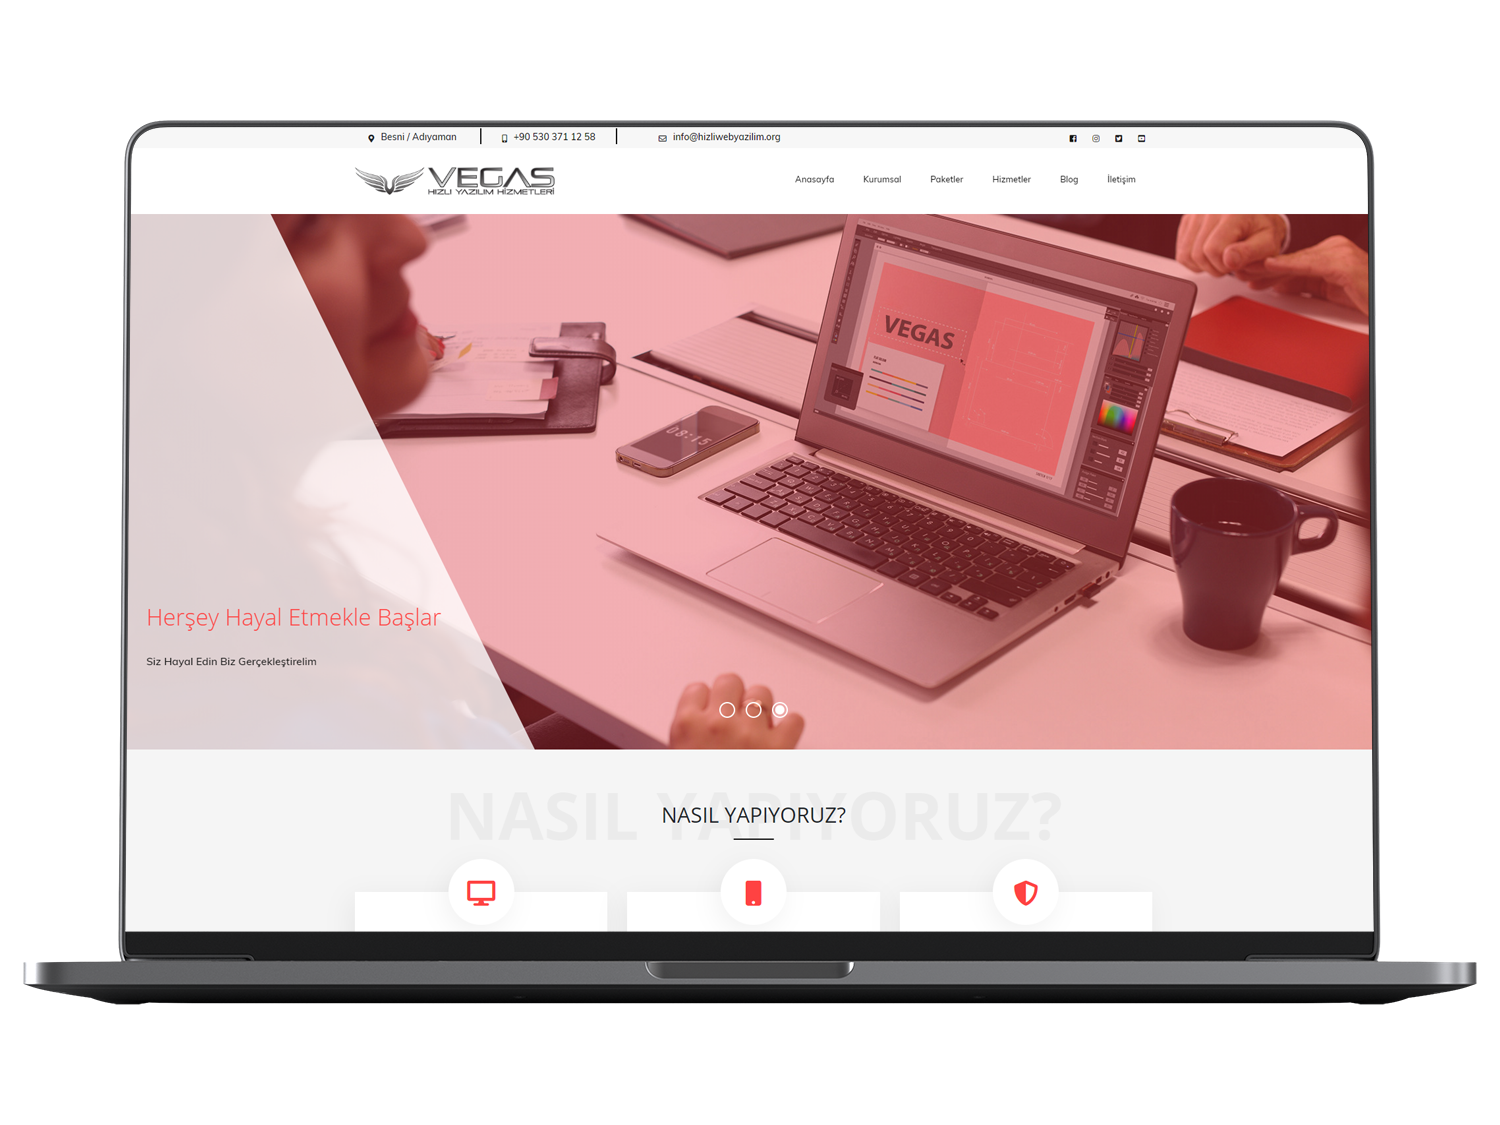 Besni / Adıyaman
+90 530 371 12 58
info@hizliwebyazilim.org
VEGAS
HIZLI YAZILIM HİZMETLERİ
Anasayfa
Kurumsal
Paketler
Hizmetler
Blog
İletişim
VEGAS
08:15
Herşey Hayal Etmekle Başlar
Siz Hayal Edin Biz Gerçekleştirelim
NASIL YAPIYORUZ?
NASIL YAPIYORUZ?